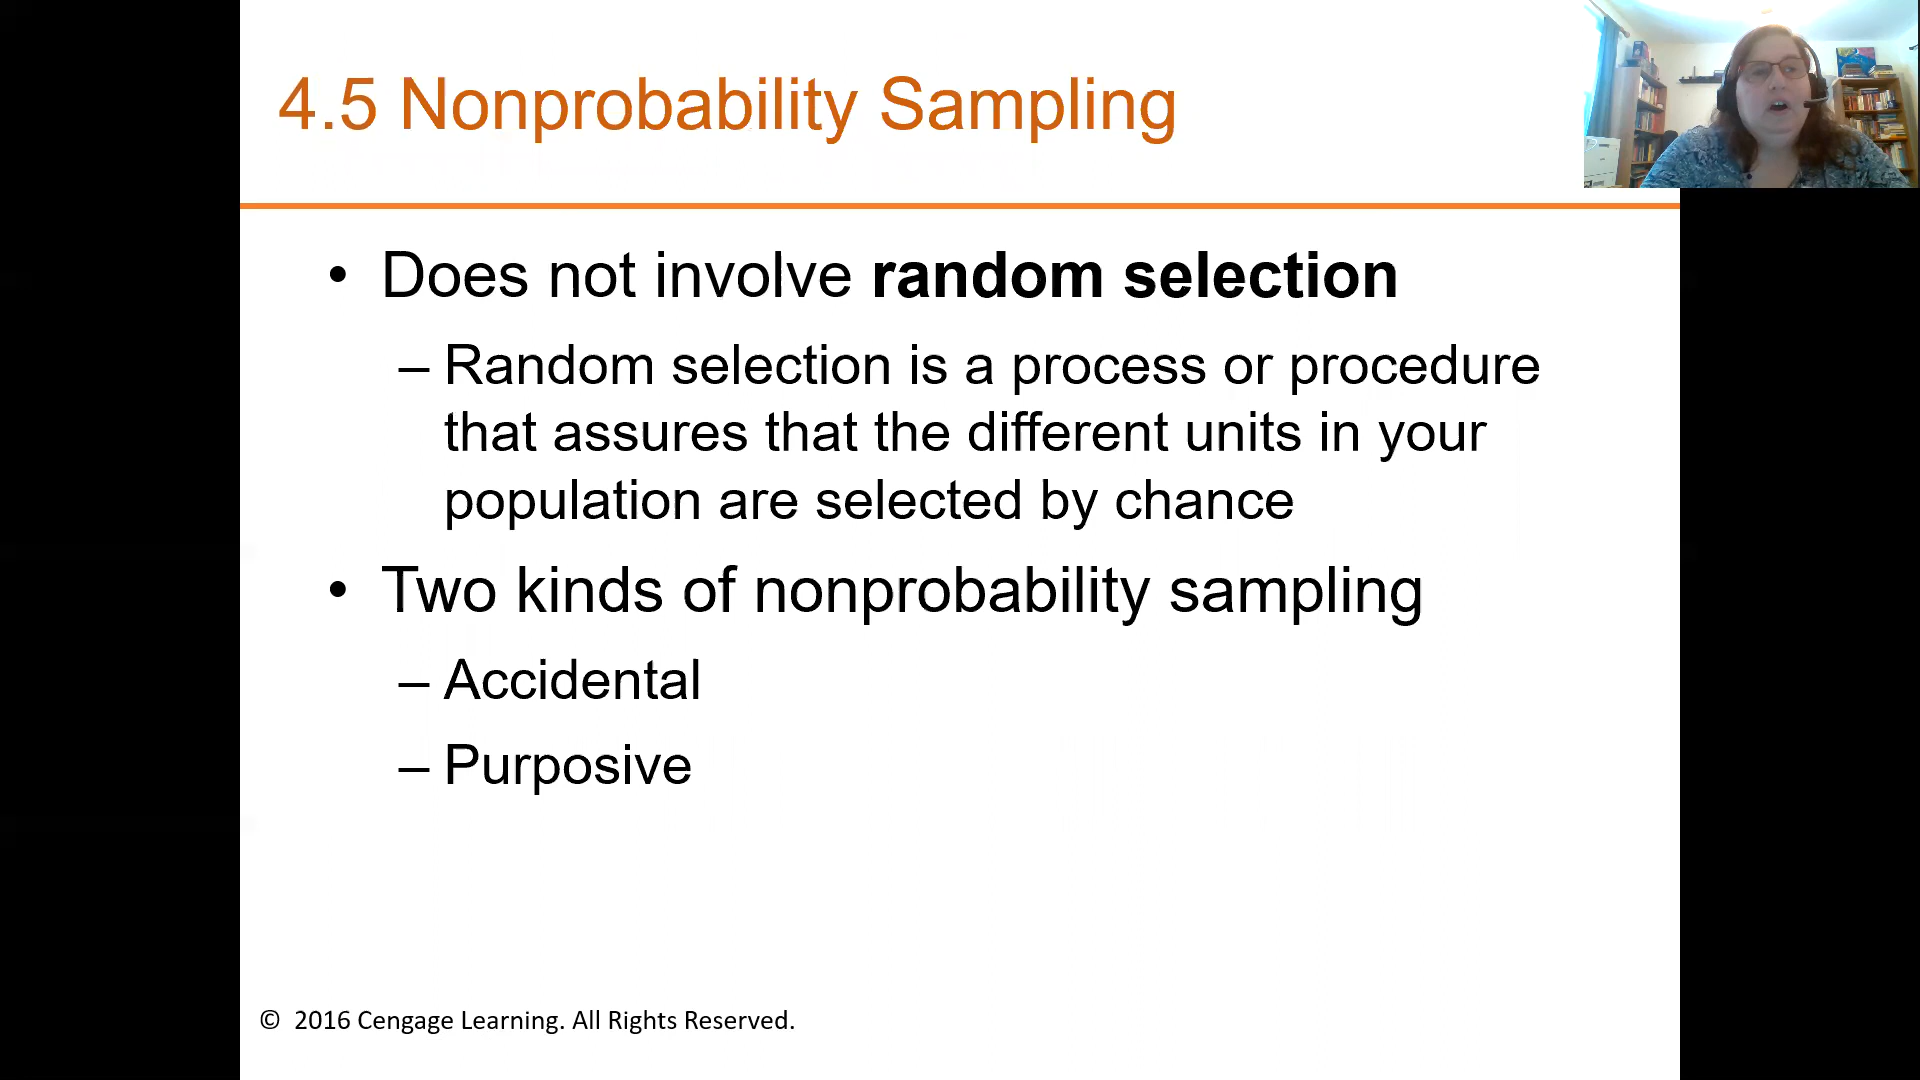 4.5 Nonprobability Sampling
• Does not involve random selection
– Random selection is a process or procedure
that assures that the different units in your
population are selected by chance
• Two kinds of nonprobability sampling
– Accidental
– Purposive
© 2016 Cengage Learning. All Rights Reserved.